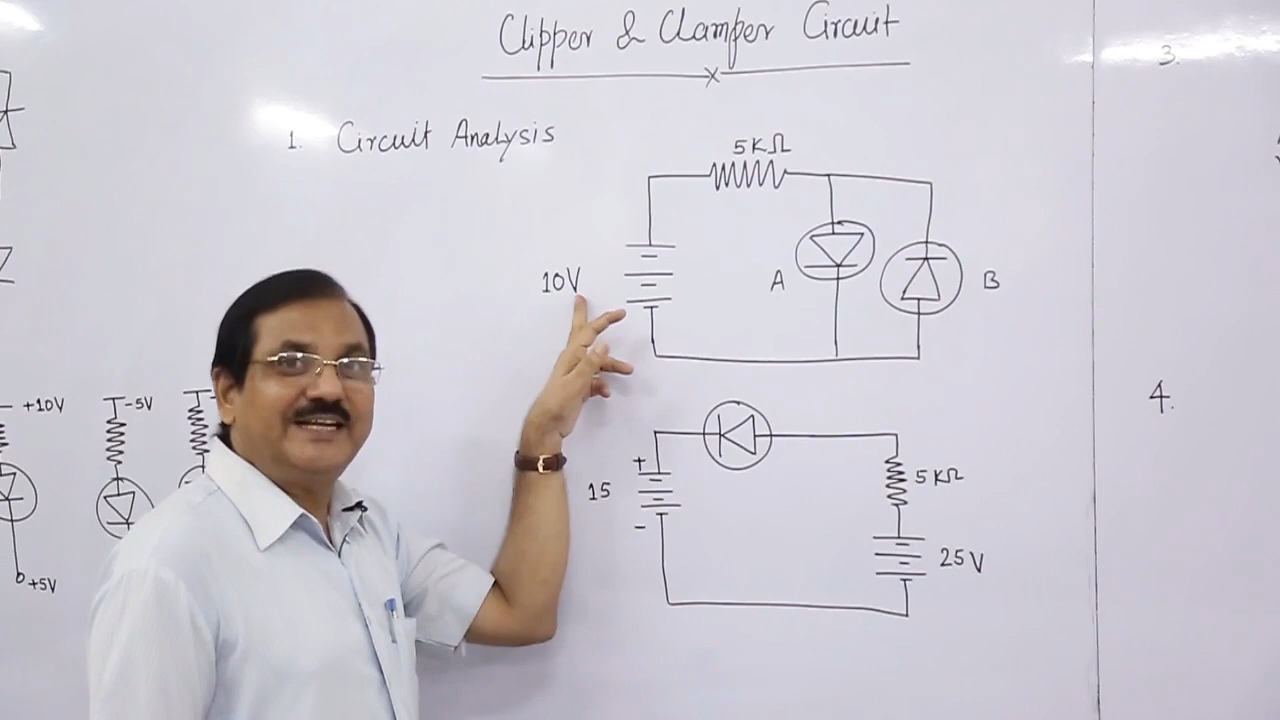 Clipper & Clamper Circuit
1. Circuit Analysis
5KΩ
10V
A
B
+
15
-
5KΩ
25V
+10V
-5V
+5V
3.
4.